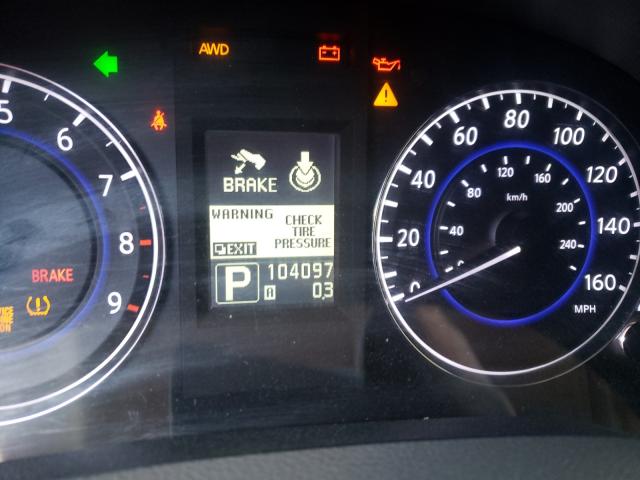 AWD
5
6
7
8
9
BRAKE
BRAKE
WARNING
EXIT
CHECK
TIRE
PRESSURE
P
104097
A 0.3
0
20
40
60
80
100
120
140
160
MPH
km/h
40
80
120
160
200
240